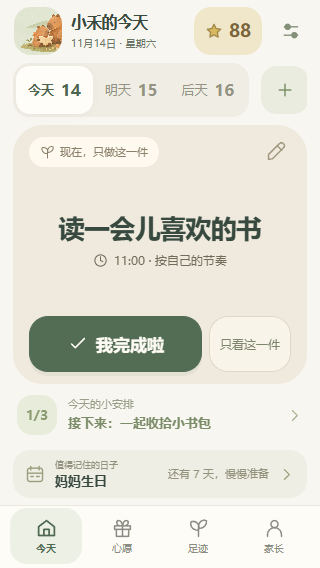 小禾的今天
11月14日 · 星期六
88
今天 14
明天 15
后天 16
现在，只做这一件
读一会儿喜欢的书
11:00 · 按自己的节奏
我完成啦
只看这一件
1/3
今天的小安排
接下来：一起收拾小书包
值得记住的日子
妈妈生日
还有 7 天，慢慢准备
今天
心愿
足迹
家长